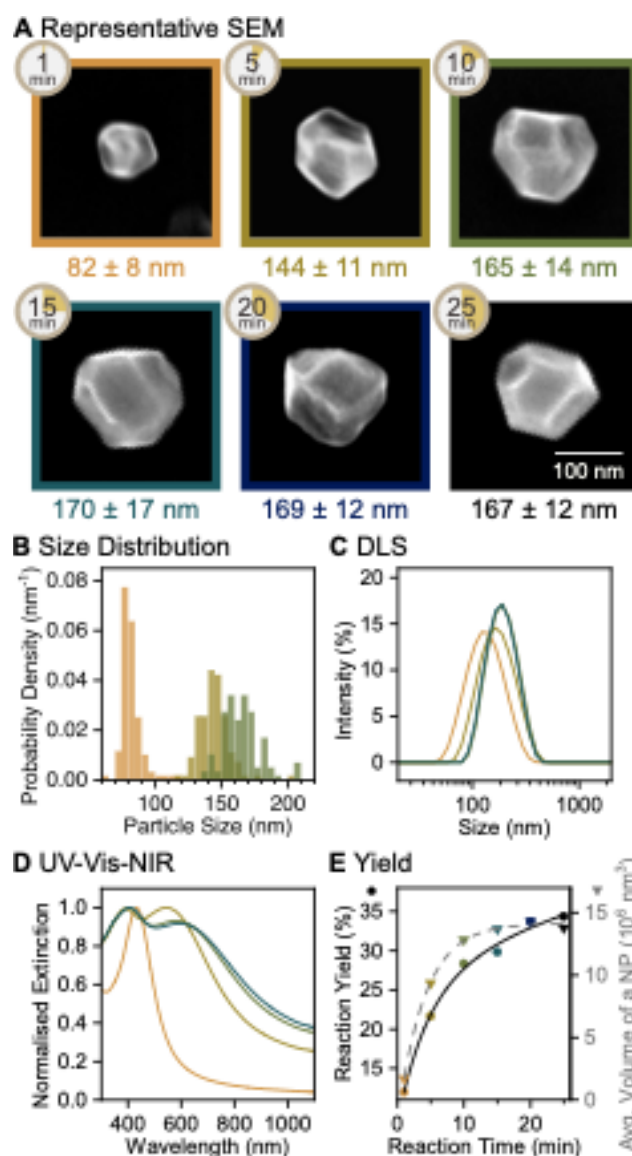 A Representative SEM
1 min
5 min
10 min
82 ± 8 nm
144 ± 11 nm
165 ± 14 nm
15 min
20 min
25 min
100 nm
170 ± 17 nm
169 ± 12 nm
167 ± 12 nm
B Size Distribution
C DLS
Probability Density (nm⁻¹)
0.08
0.06
0.04
0.02
0.00
100
150
200
Particle Size (nm)
Intensity (%)
20
15
10
5
0
100
1000
Size (nm)
D UV-Vis-NIR
E Yield
Normalised Extinction
1.0
0.8
0.6
0.4
0.2
0.0
400
600
800
1000
Wavelength (nm)
Reaction Yield (%)
35
30
25
20
15
0
10
20
Reaction Time (min)
15
10
5
0
Avg. Volume of a NP (10⁶ nm³)